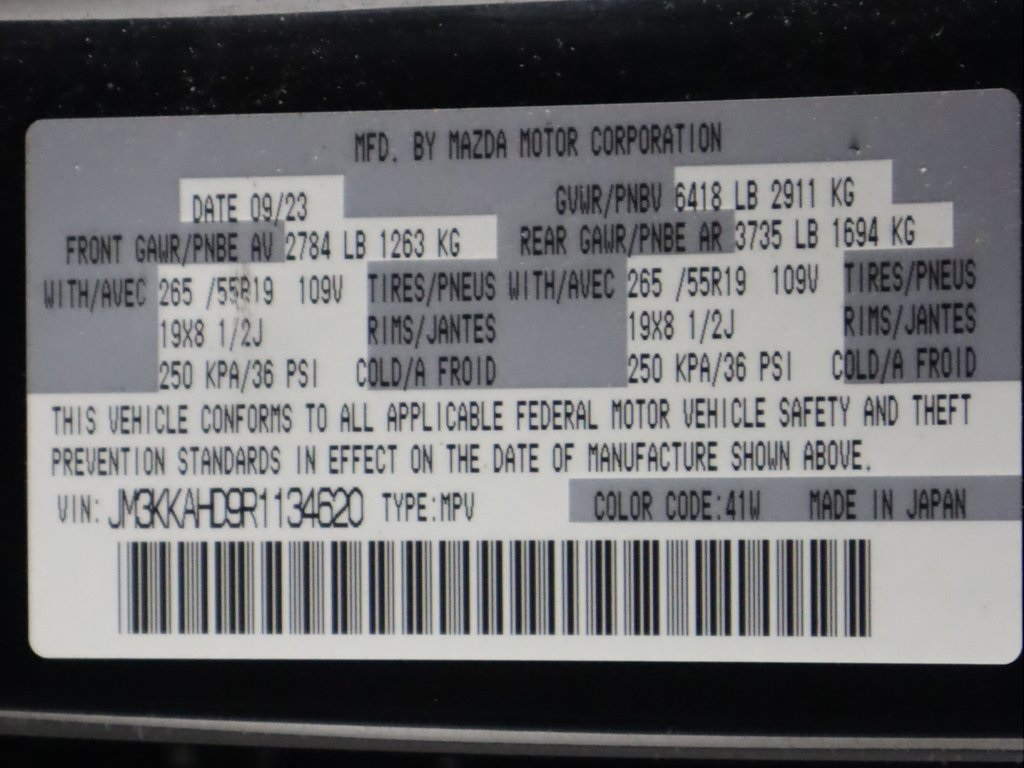 MFD. BY MAZDA MOTOR CORPORATION
DATE 09/23 GVWR/PNBV 6418 LB 2911 KG
FRONT GAWR/PNBE AV 2784 LB 1263 KG REAR GAWR/PNBE AR 3735 LB 1694 KG
WITH/AVEC 265 /55R19 109V TIRES/PNEUS WITH/AVEC 265 /55R19 109V TIRES/PNEUS
19X8 1/2J RIMS/JANTES 19X8 1/2J RIMS/JANTES
250 KPA/36 PSI COLD/A FROID 250 KPA/36 PSI COLD/A FROID
THIS VEHICLE CONFORMS TO ALL APPLICABLE FEDERAL MOTOR VEHICLE SAFETY AND THEFT
PREVENTION STANDARDS IN EFFECT ON THE DATE OF MANUFACTURE SHOWN ABOVE.
VIN: JM3KKAHD9R1134620 TYPE:MPV COLOR CODE:41W MADE IN JAPAN